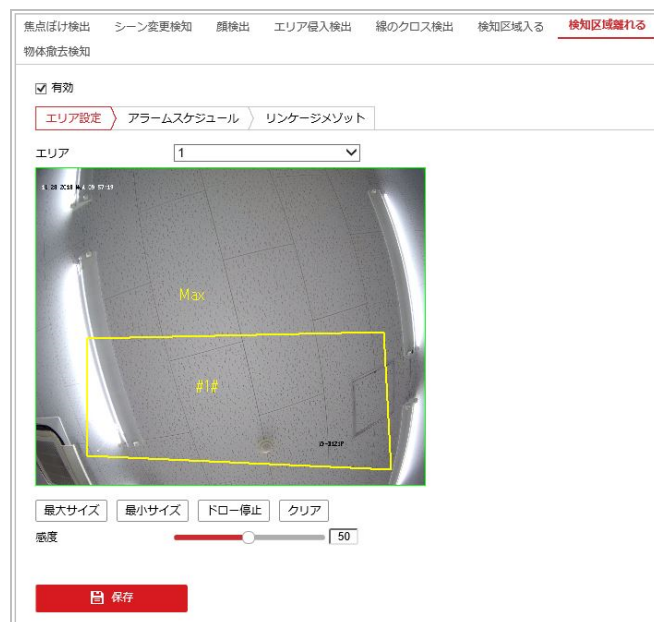 焦点ぼけ検出 シーン変更検知 顔検出 エリア侵入検出 線のクロス検出 検知区域入る 検知区域離れる
物体撤去検知
有効
エリア設定 アラームスケジュール リンケージメゾット
エリア 1
Max
#1#
最大サイズ 最小サイズ ドロー停止 クリア
感度 50
保存